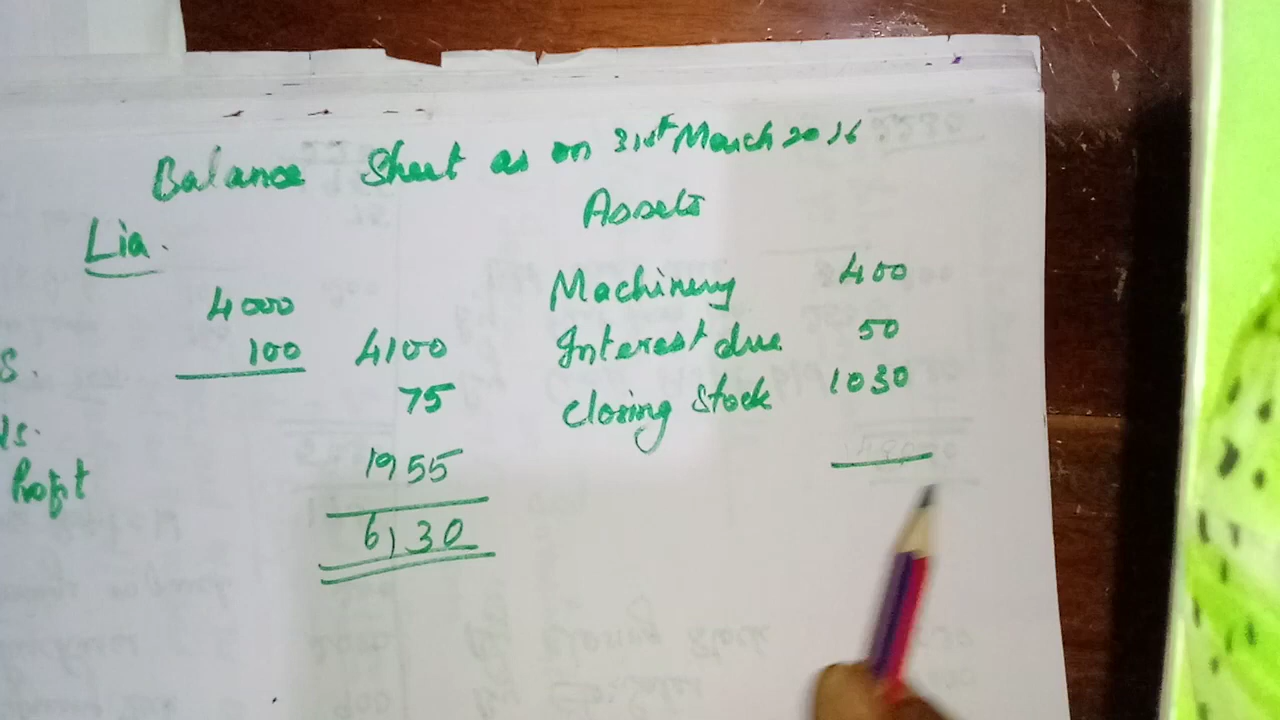 Balance Sheet as on 31st March 2016
Lia. Assets
4000 Machinery 400
S. 100 4100 Interest due 50
75 Closing Stock 1030
ls.
Profit 1955
6130